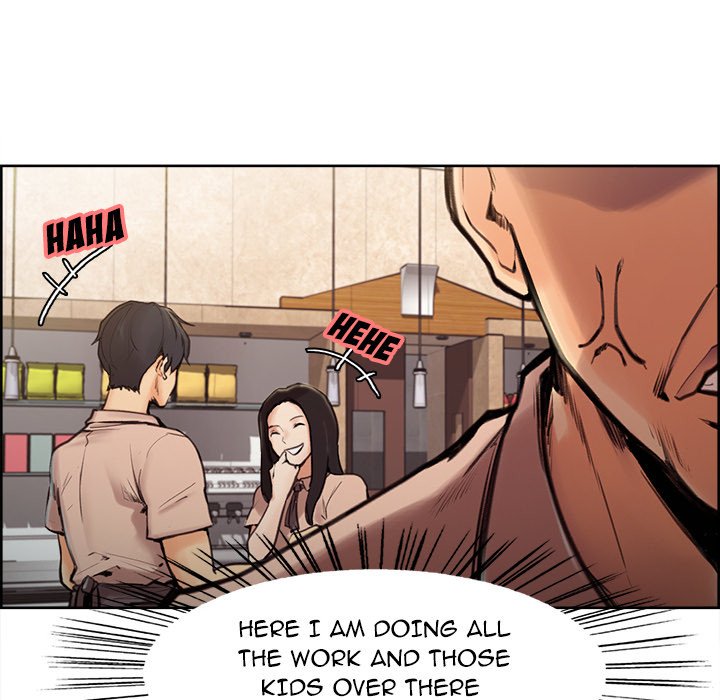 HAHA
HEHE
HERE I AM DOING ALL
THE WORK AND THOSE
KIDS OVER THERE